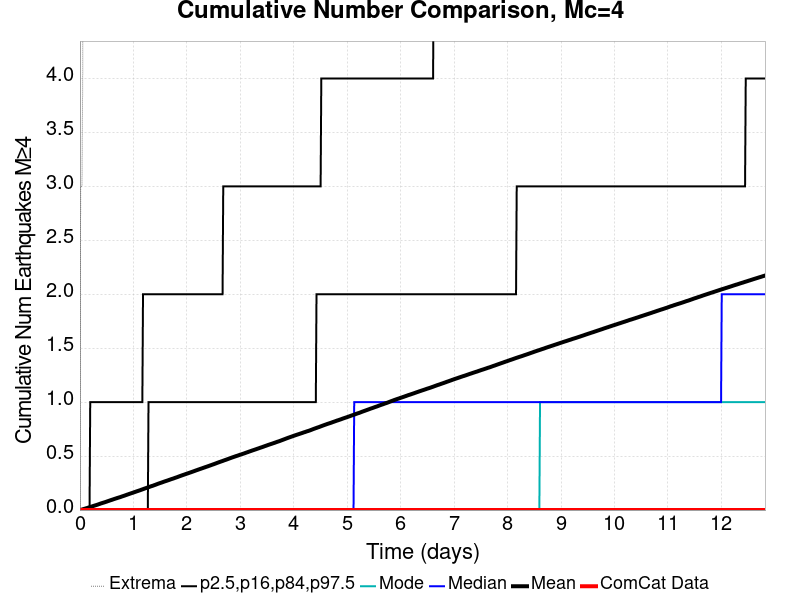 Cumulative Number Comparison, Mc=4
Cumulative Num Earthquakes M≥4
4.0
3.5
3.0
2.5
2.0
1.5
1.0
0.5
0.0
0 1 2 3 4 5 6 7 8 9 10 11 12
Time (days)
Extrema p2.5,p16,p84,p97.5 Mode Median Mean ComCat Data